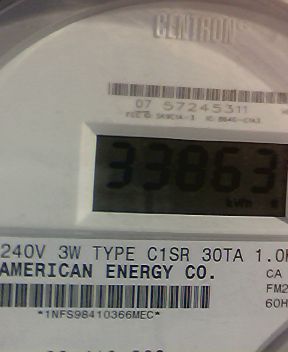 CENTRON
07 57245311
33863
kWh
240V 3W TYPE C1SR 30TA 1.0
AMERICAN ENERGY CO.
CA
FM2
60H
*1NFS98410366MEC*